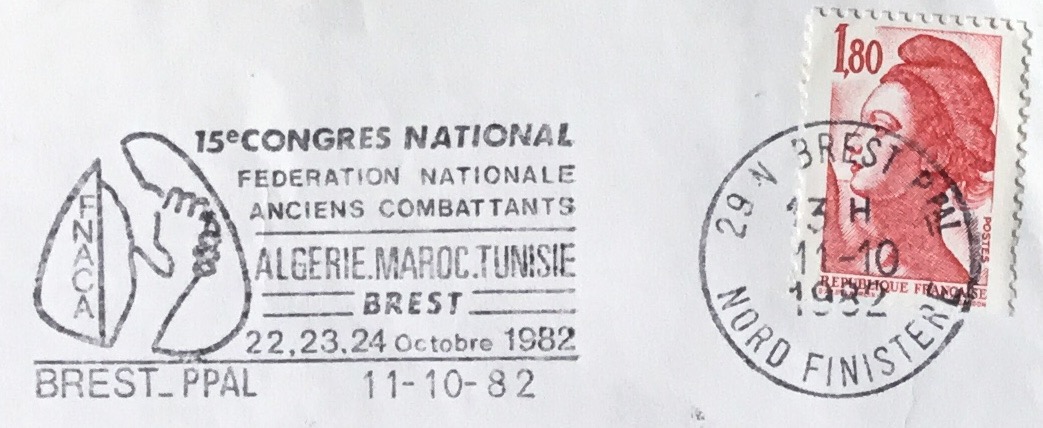 15eCONGRES NATIONAL
FEDERATION NATIONALE
ANCIENS COMBATTANTS
ALGERIE.MAROC.TUNISIE
BREST
22,23,24 Octobre 1982
FNACA
BREST_PPAL 11-10-82
1,80
POSTES
REPUBLIQUE FRANÇAISE
29 N BREST PPAL
13 H
11-10
1982
NORD FINISTERE